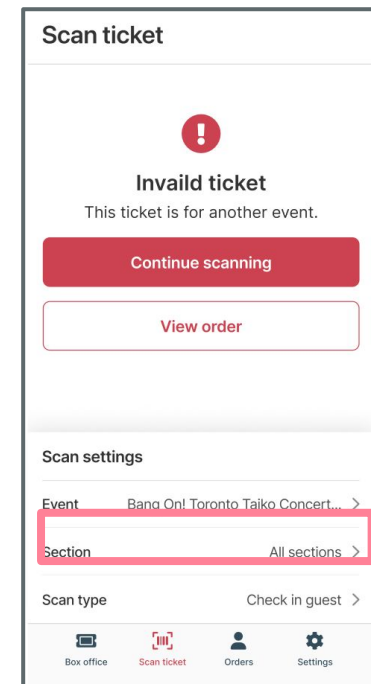 Scan ticket
Invaild ticket
This ticket is for another event.
Continue scanning
View order
Scan settings
Event Bang On! Toronto Taiko Concert...
Section All sections
Scan type Check in guest
Box office Scan ticket Orders Settings